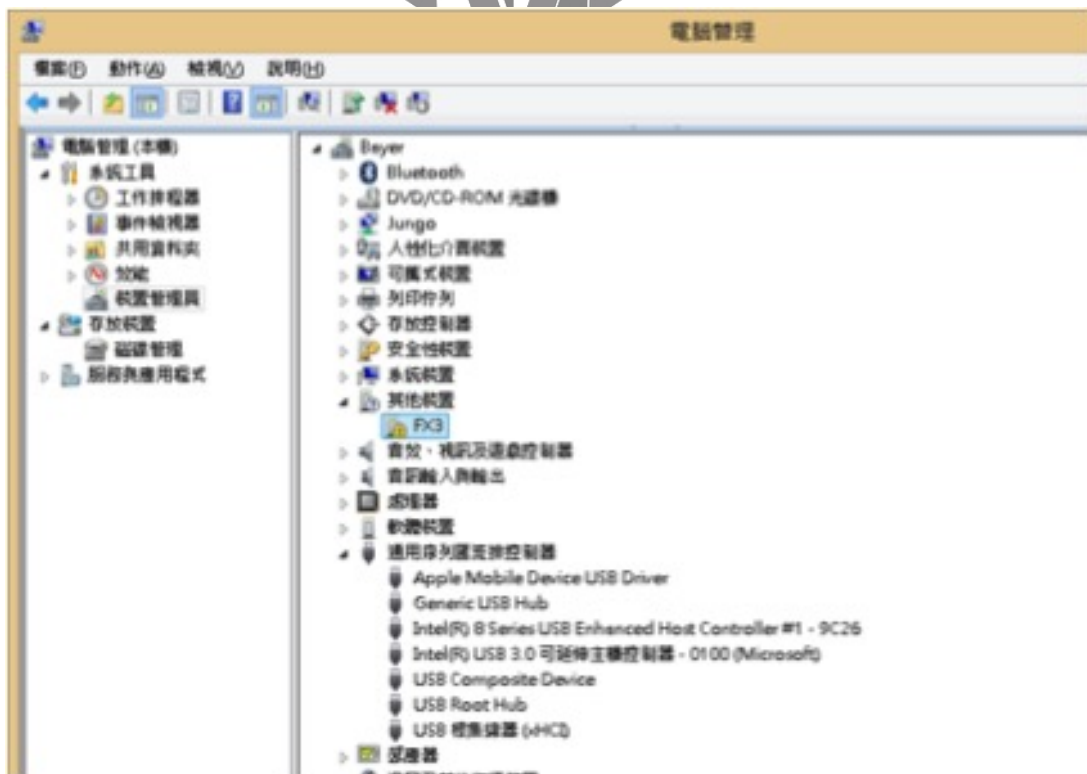 電腦管理
檔案(F) 動作(A) 檢視(V) 說明(H)
電腦管理 (本機)
系統工具
工作排程器
事件檢視器
共用資料夾
效能
裝置管理員
存放裝置
磁碟管理
服務與應用程式
Beyer
Bluetooth
DVD/CD-ROM 光碟機
Jungo
人性化介面裝置
可攜式裝置
列印佇列
存放控制器
安全性裝置
系統裝置
其他裝置
FX3
音效、視訊及遊戲控制器
音訊輸入與輸出
處理器
軟體裝置
通用序列匯流排控制器
Apple Mobile Device USB Driver
Generic USB Hub
Intel(R) 8 Series USB Enhanced Host Controller #1 - 9C26
Intel(R) USB 3.0 可延伸主機控制器 - 0100 (Microsoft)
USB Composite Device
USB Root Hub
USB 根集線器 (xHCI)
感應器